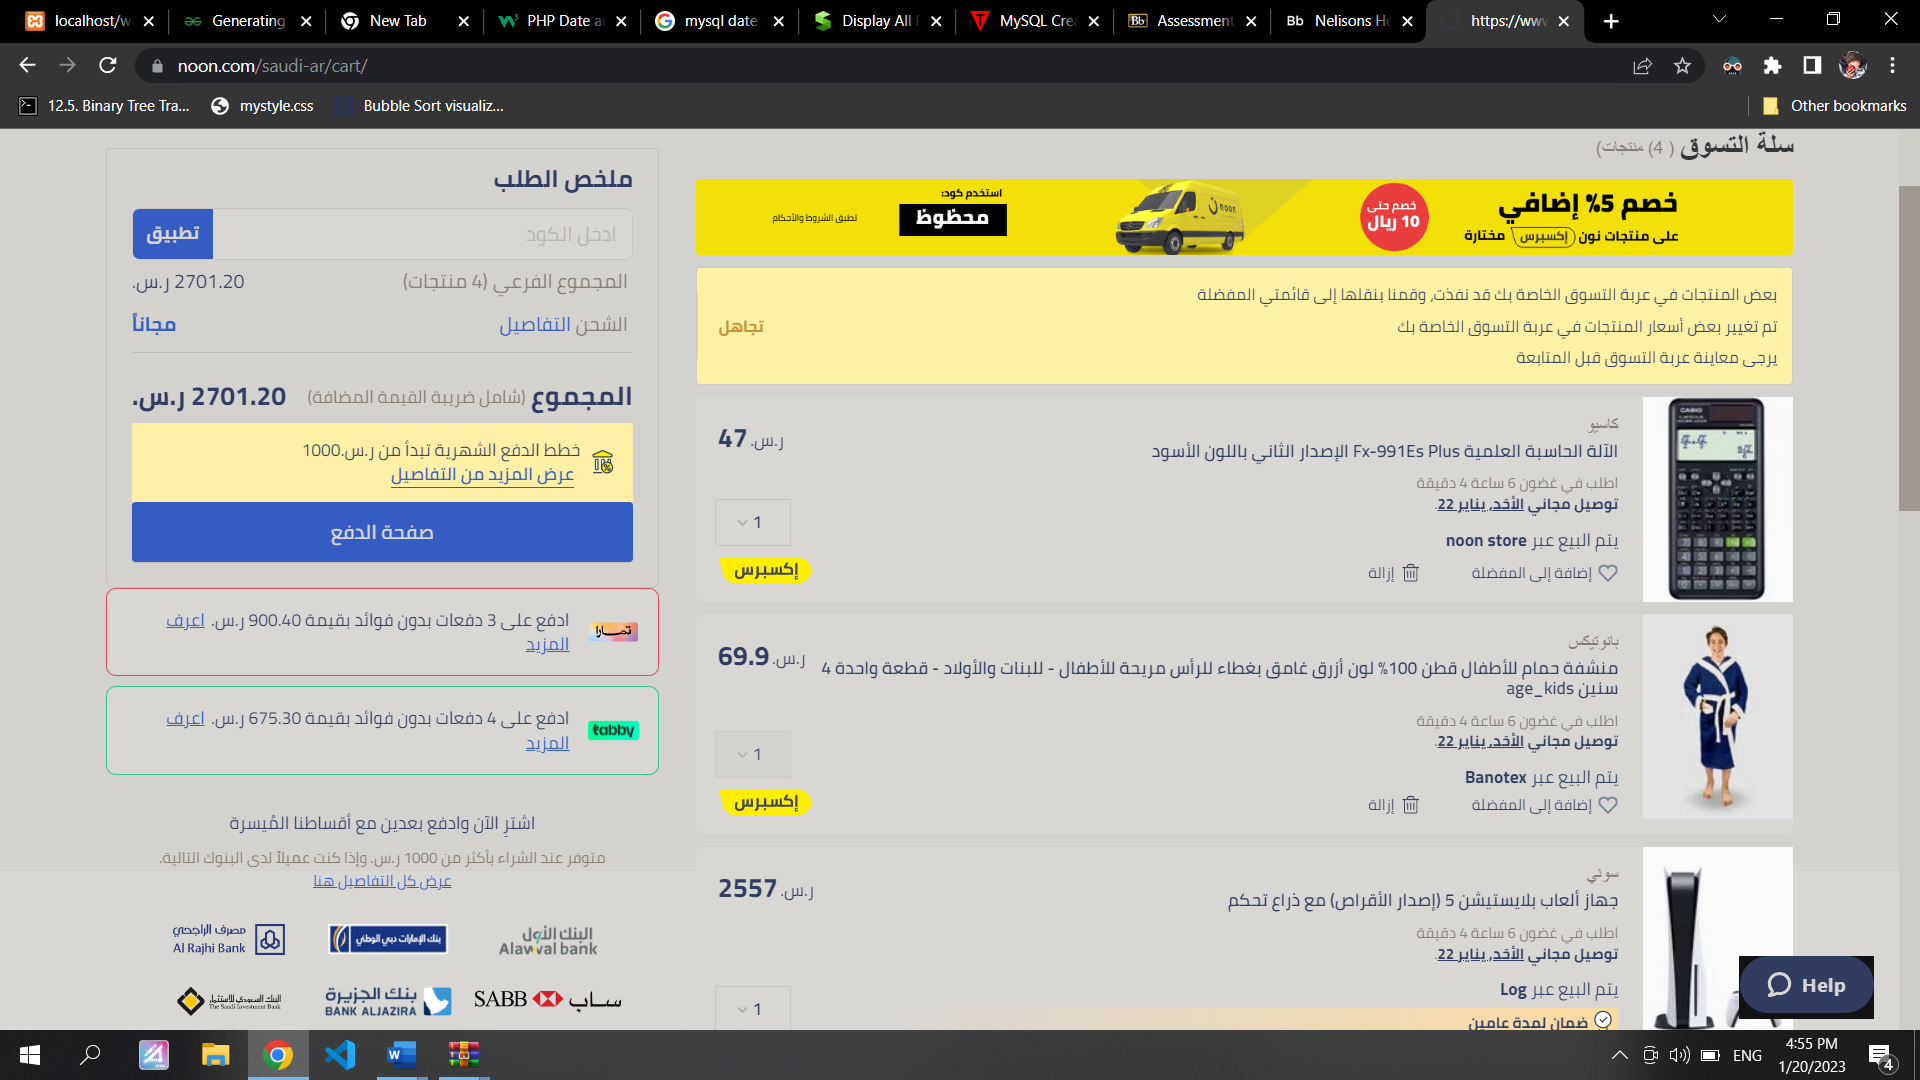 localhost/w
Generating
New Tab
PHP Date a
mysql date
Display All
MySQL Cre
Assessment
Nelisons He
https://www
noon.com/saudi-ar/cart/
12.5. Binary Tree Tra...
mystyle.css
Bubble Sort visualiz...
Other bookmarks
سلة التسوق (4 منتجات)
خصم 5% إضافي
على منتجات نون إكسبرس مختارة
خصم حتى
10 ريال
noon
استخدم كود:
محظوظ
تطبق الشروط والأحكام
بعض المنتجات في عربة التسوق الخاصة بك قد نفذت, وقمنا بنقلها إلى قائمتي المفضلة
تم تغيير بعض أسعار المنتجات في عربة التسوق الخاصة بك
يرجى معاينة عربة التسوق قبل المتابعة
تجاهل
كاسيو
الآلة الحاسبة العلمية Fx-991Es Plus الإصدار الثاني باللون الأسود
ر.س. 47
اطلب في غضون 6 ساعة 4 دقيقة
توصيل مجاني الأحَد, يناير 22.
1
يتم البيع عبر noon store
إضافة إلى المفضلة
إزالة
إكسبرس
CASIO
بانوتيكس
منشفة حمام للأطفال قطن 100% لون أزرق غامق بغطاء للرأس مريحة للأطفال - للبنات والأولاد - قطعة واحدة 4
سنين age_kids
ر.س. 69.9
اطلب في غضون 6 ساعة 4 دقيقة
توصيل مجاني الأحَد, يناير 22.
1
يتم البيع عبر Banotex
إضافة إلى المفضلة
إزالة
إكسبرس
سوني
جهاز ألعاب بلايستيشن 5 (إصدار الأقراص) مع ذراع تحكم
ر.س. 2557
اطلب في غضون 6 ساعة 4 دقيقة
توصيل مجاني الأحَد, يناير 22.
يتم البيع عبر Log
1
ضمان لمدة عامين
ملخص الطلب
ادخل الكود
تطبيق
المجموع الفرعي (4 منتجات)
2701.20 ر.س.
الشحن التفاصيل
مجاناً
المجموع (شامل ضريبة القيمة المضافة)
2701.20 ر.س.
خطط الدفع الشهرية تبدأ من ر.س.1000
عرض المزيد من التفاصيل
صفحة الدفع
تمارا
ادفع على 3 دفعات بدون فوائد بقيمة 900.40 ر.س. اعرف
المزيد
tabby
ادفع على 4 دفعات بدون فوائد بقيمة 675.30 ر.س. اعرف
المزيد
اشترِ الآن وادفع بعدين مع أقساطنا المُيسرة
متوفر عند الشراء بأكثر من 1000 ر.س. وإذا كنت عميلاً لدى البنوك التالية.
عرض كل التفاصيل هنا
البنك الأول
Alawwal bank
بنك الإمارات دبي الوطني
مصرف الراجحي
Al Rajhi Bank
SABB ساب
بنك الجزيرة
BANK ALJAZIRA
البنك السعودي للاستثمار
The Saudi Investment Bank
Help
ENG
4:55 PM
1/20/2023
4